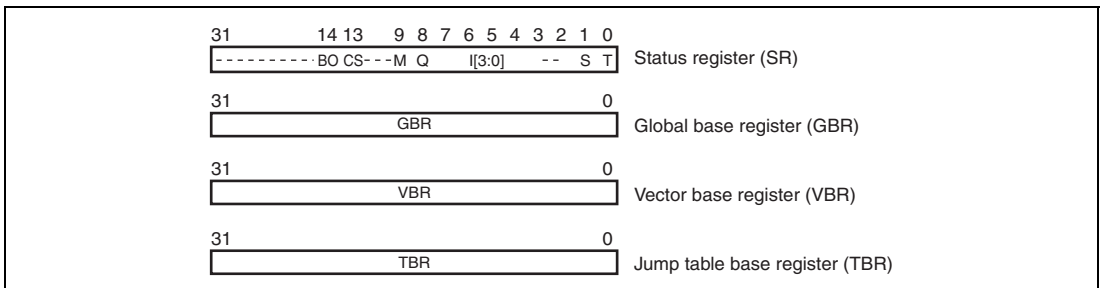 31 14 13 9 8 7 6 5 4 3 2 1 0
----------BO CS---M Q I[3:0] -- S T Status register (SR)
31 0
GBR Global base register (GBR)
31 0
VBR Vector base register (VBR)
31 0
TBR Jump table base register (TBR)